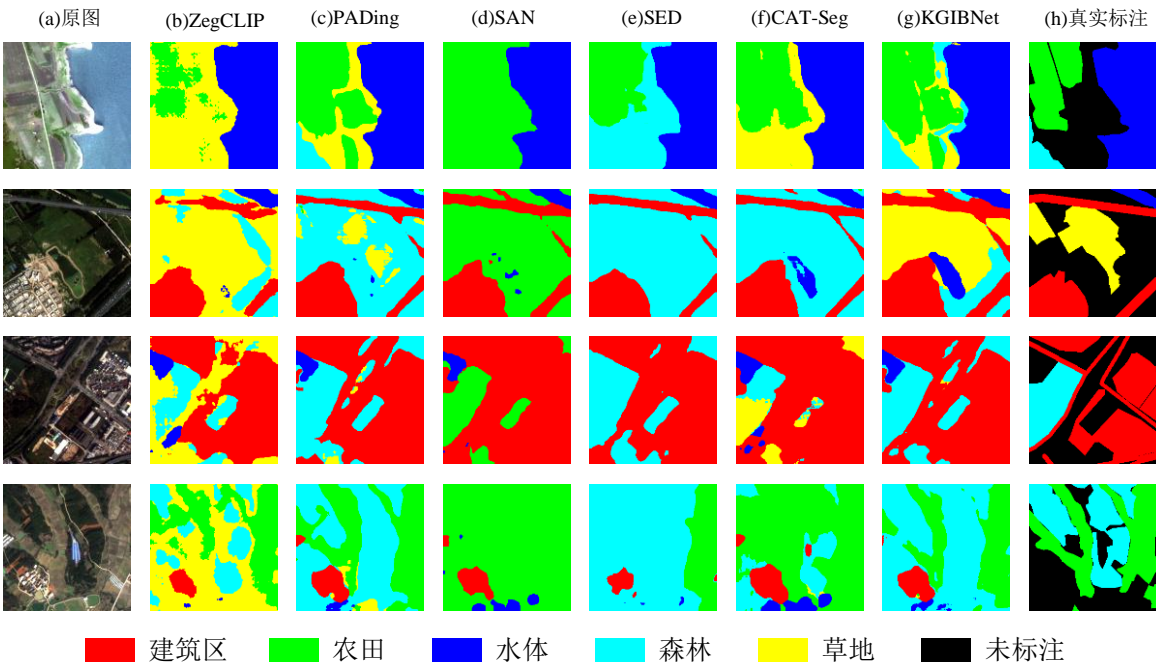 (a)原图 (b)ZegCLIP (c)PADing (d)SAN (e)SED (f)CAT-Seg (g)KGIBNet (h)真实标注
建筑区 农田 水体 森林 草地 未标注